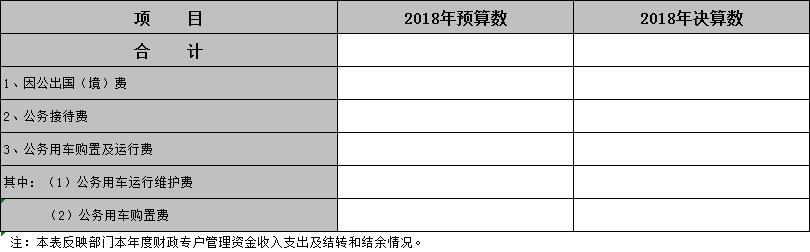 项 目 2018年预算数 2018年决算数
合 计
1、因公出国（境）费
2、公务接待费
3、公务用车购置及运行费
其中：（1）公务用车运行维护费
（2）公务用车购置费
注：本表反映部门本年度财政专户管理资金收入支出及结转和结余情况。